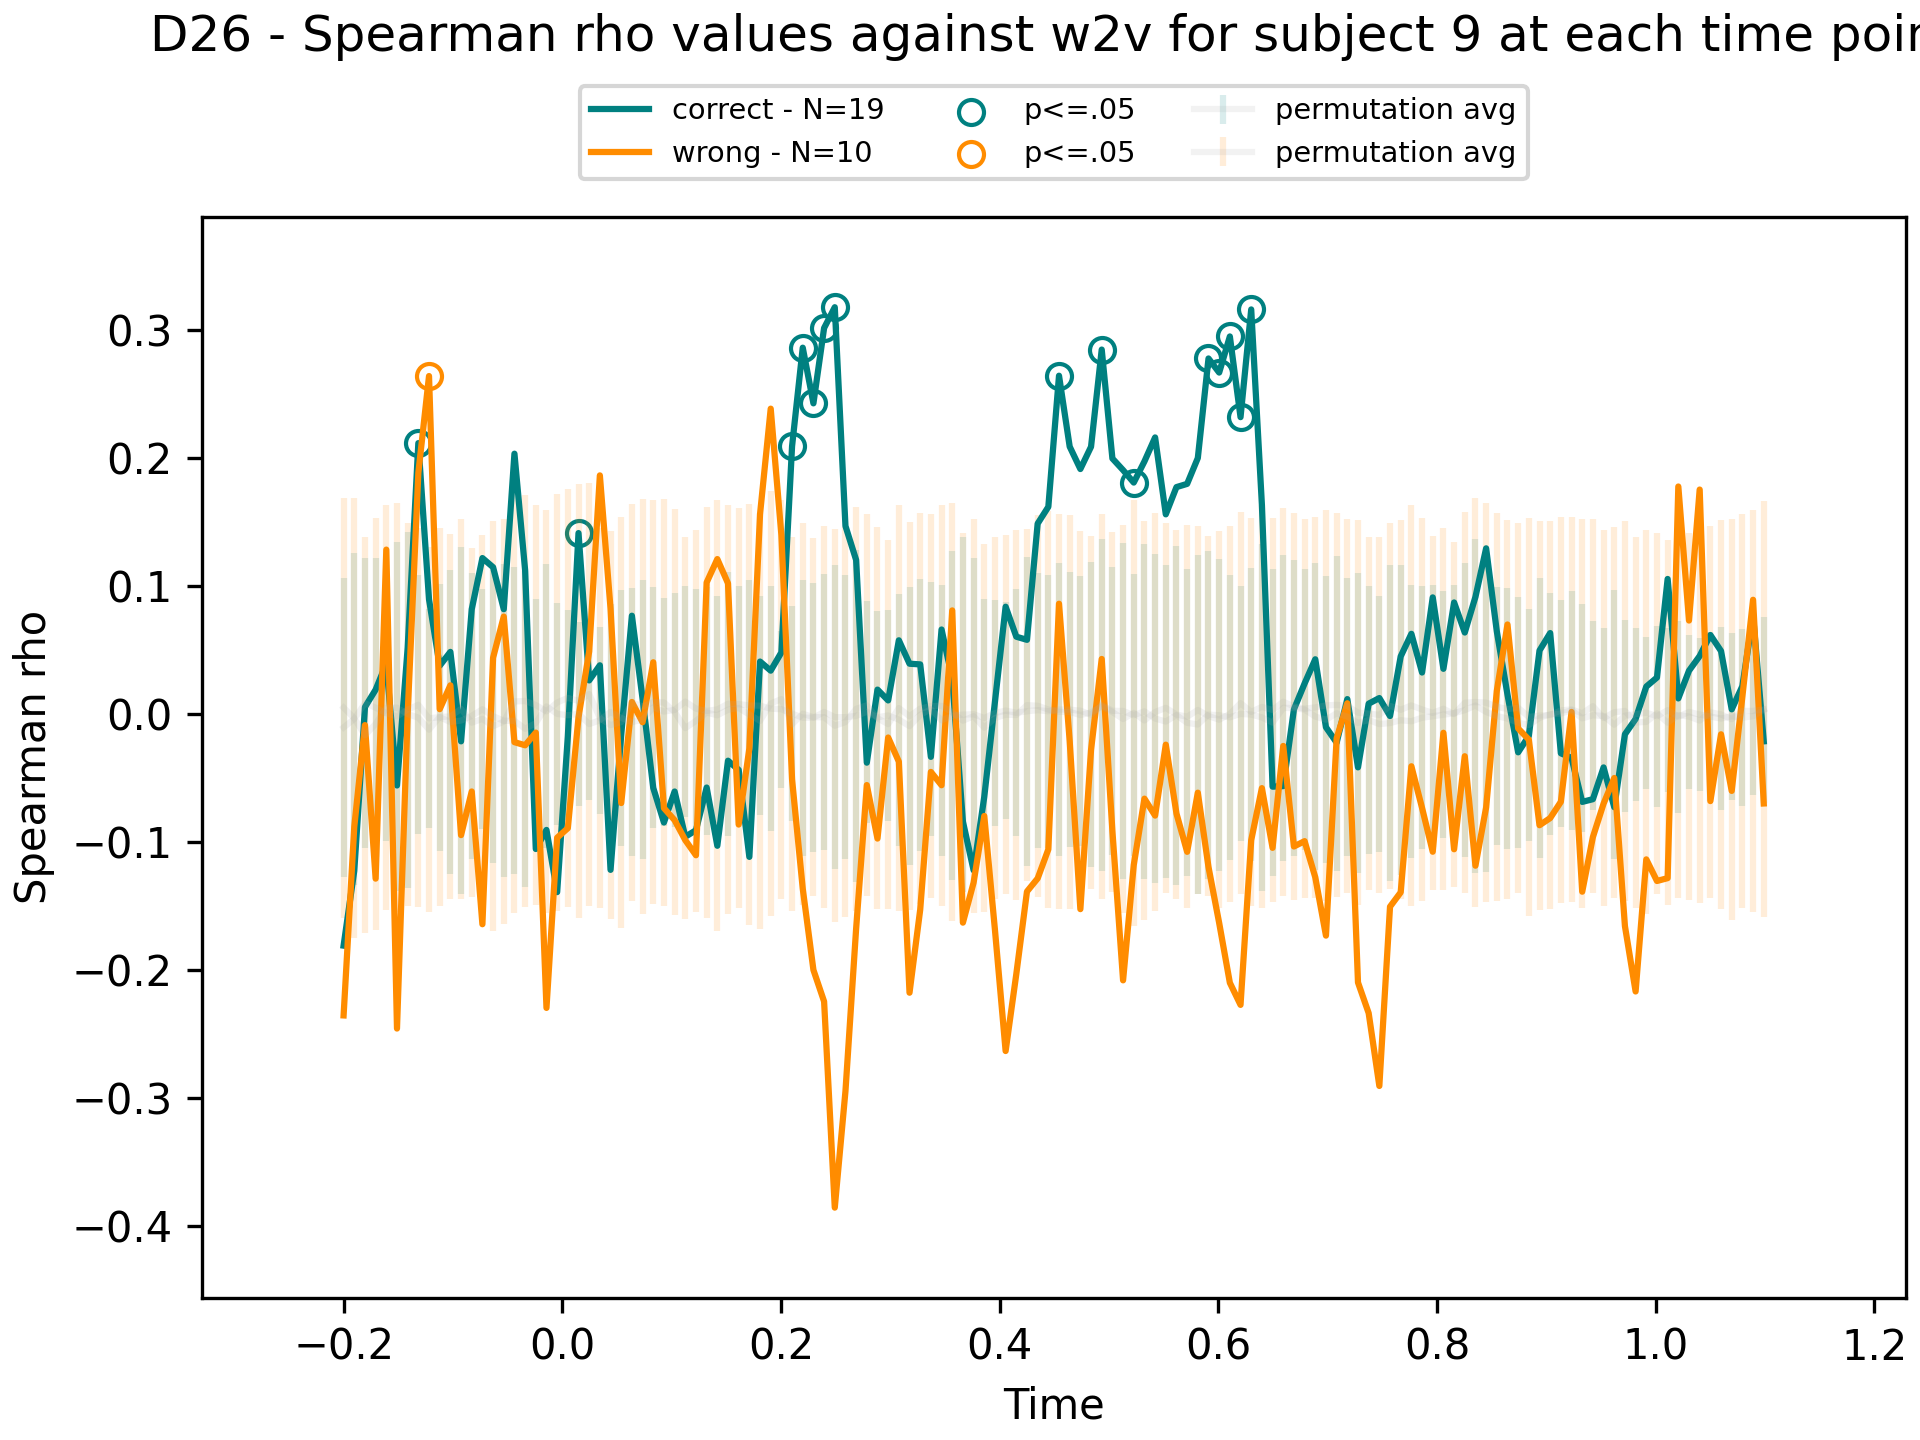 D26 - Spearman rho values against w2v for subject 9 at each time
correct - N=19
wrong - N=10
p<=.05
p<=.05
permutation avg
permutation avg
Spearman rho
0.3
0.2
0.1
0.0
−0.1
−0.2
−0.3
−0.4
−0.2
0.0
0.2
0.4
0.6
0.8
1.0
1.2
Time